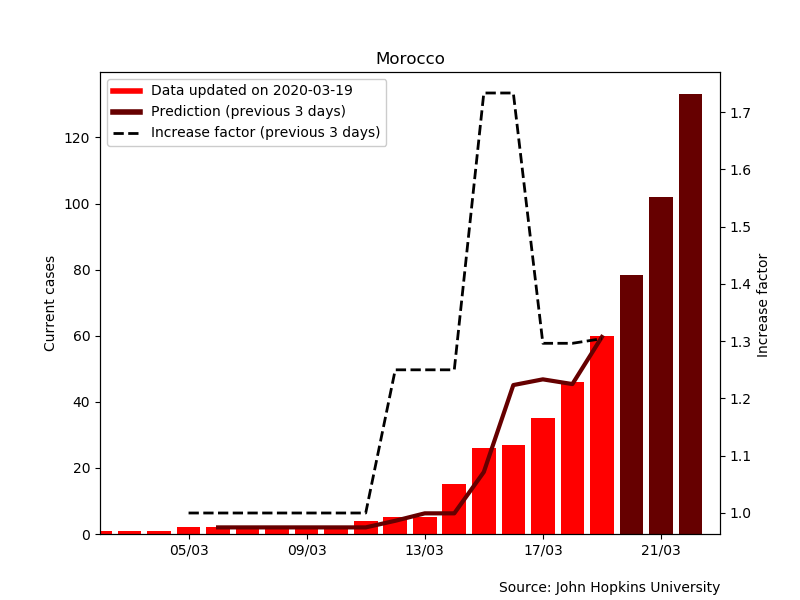 Morocco
Data updated on 2020-03-19
Prediction (previous 3 days)
Increase factor (previous 3 days)
Current cases
120
100
80
60
40
20
0
1.7
1.6
1.5
1.4
1.3
1.2
1.1
1.0
Increase factor
05/03
09/03
13/03
17/03
21/03
Source: John Hopkins University